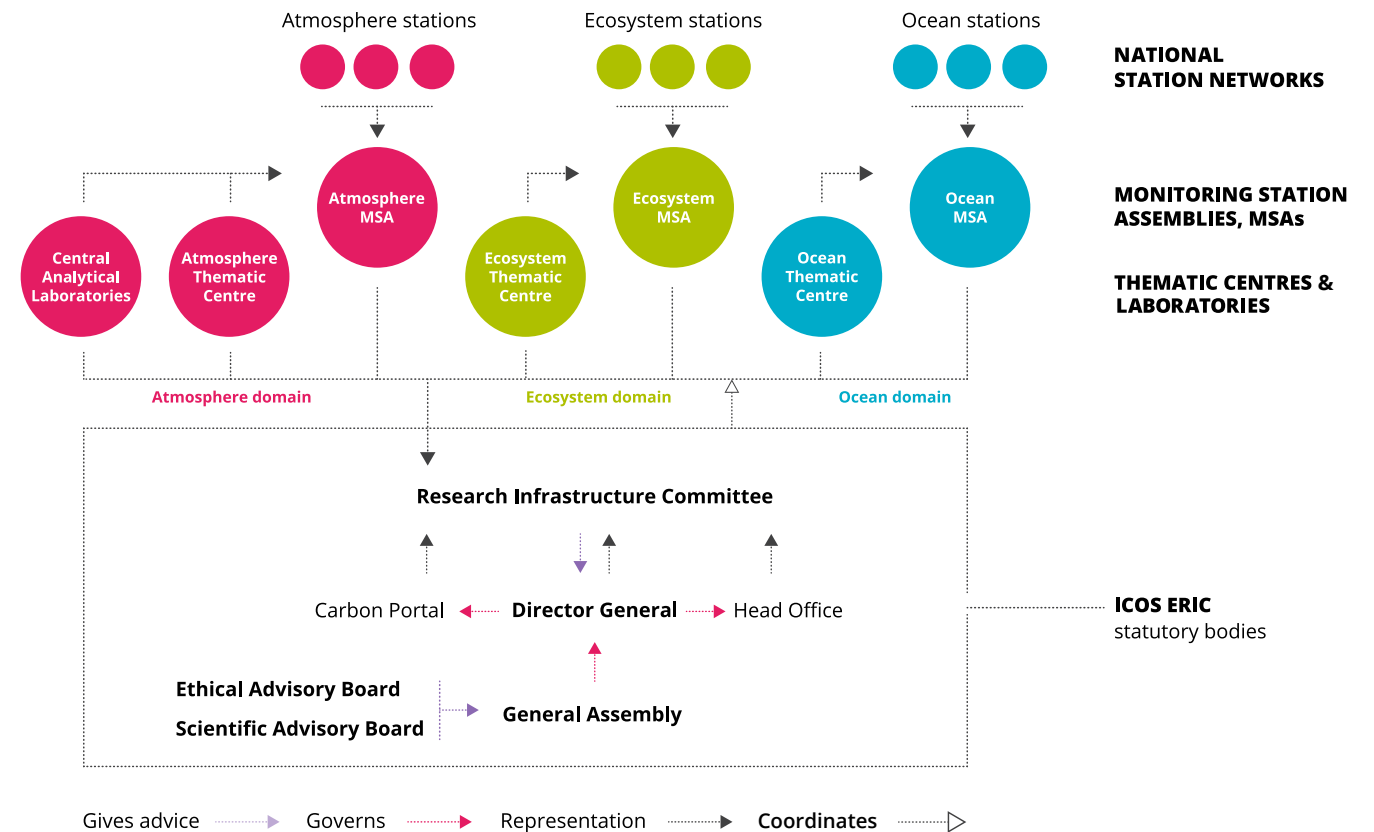 Atmosphere stations
Ecosystem stations
Ocean stations
NATIONAL
STATION NETWORKS
Atmosphere
MSA
Ecosystem
MSA
Ocean
MSA
MONITORING STATION
ASSEMBLIES, MSAs
Central
Analytical
Laboratories
Atmosphere
Thematic
Centre
Ecosystem
Thematic
Centre
Ocean
Thematic
Centre
THEMATIC CENTRES &
LABORATORIES
Atmosphere domain
Ecosystem domain
Ocean domain
Research Infrastructure Committee
Carbon Portal
Director General
Head Office
ICOS ERIC
statutory bodies
Ethical Advisory Board
Scientific Advisory Board
General Assembly
Gives advice
Governs
Representation
Coordinates